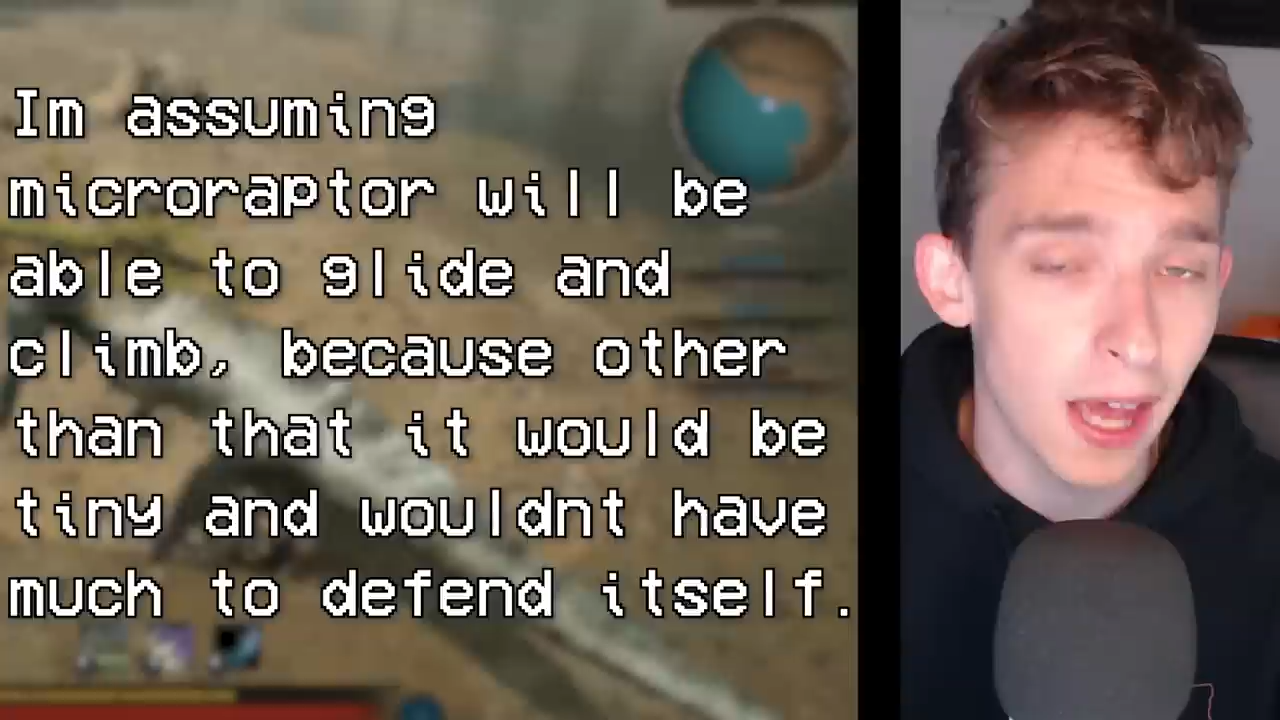 Im assuming
microraptor will be
able to glide and
climb, because other
than that it would be
tiny and wouldnt have
much to defend itself.